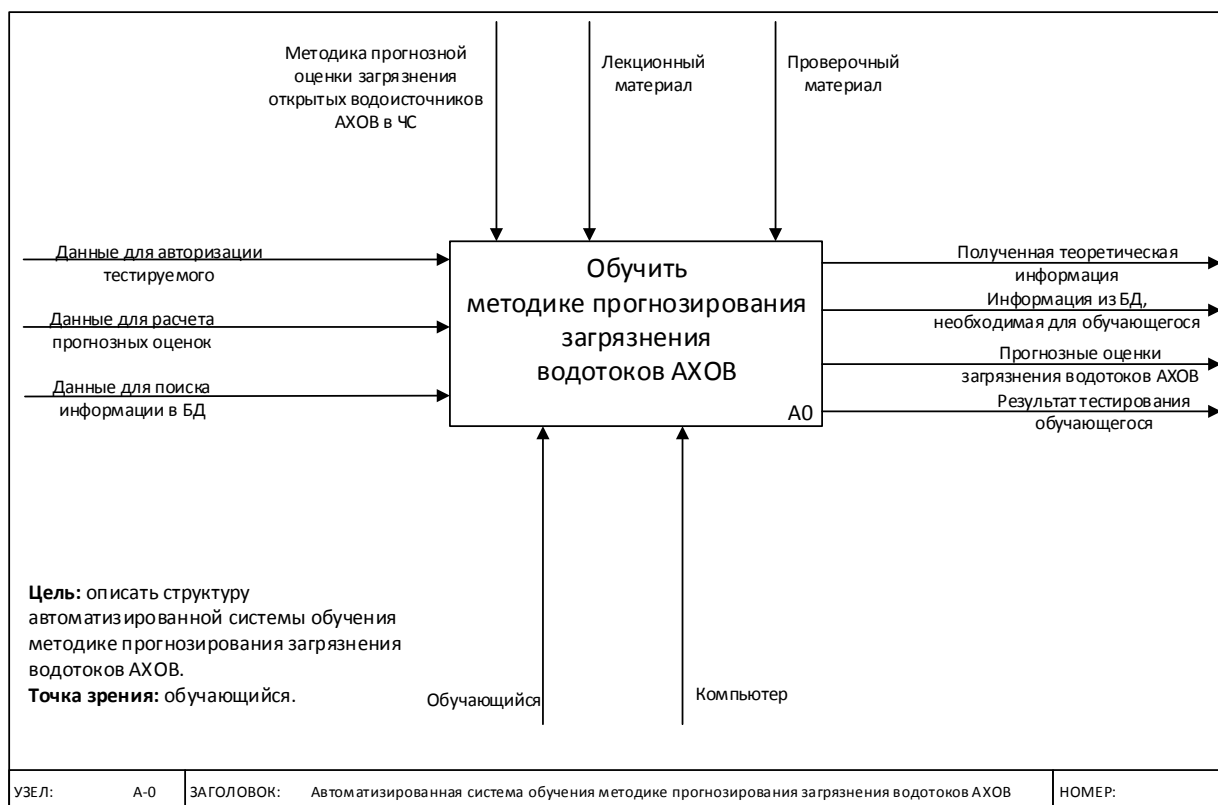 Методика прогнозной
оценки загрязнения
открытых водоисточников
АХОВ в ЧС
Лекционный
материал
Проверочный
материал
Данные для авторизации
тестируемого
Данные для расчета
прогнозных оценок
Данные для поиска
информации в БД
Обучить
методике прогнозирования
загрязнения
водотоков АХОВ
А0
Полученная теоретическая
информация
Информация из БД,
необходимая для обучающегося
Прогнозные оценки
загрязнения водотоков АХОВ
Результат тестирования
обучающегося
Цель: описать структуру
автоматизированной системы обучения
методике прогнозирования загрязнения
водотоков АХОВ.
Точка зрения: обучающийся.
Обучающийся
Компьютер
УЗЕЛ: А-0 ЗАГОЛОВОК: Автоматизированная система обучения методике прогнозирования загрязнения водотоков АХОВ НОМЕР: